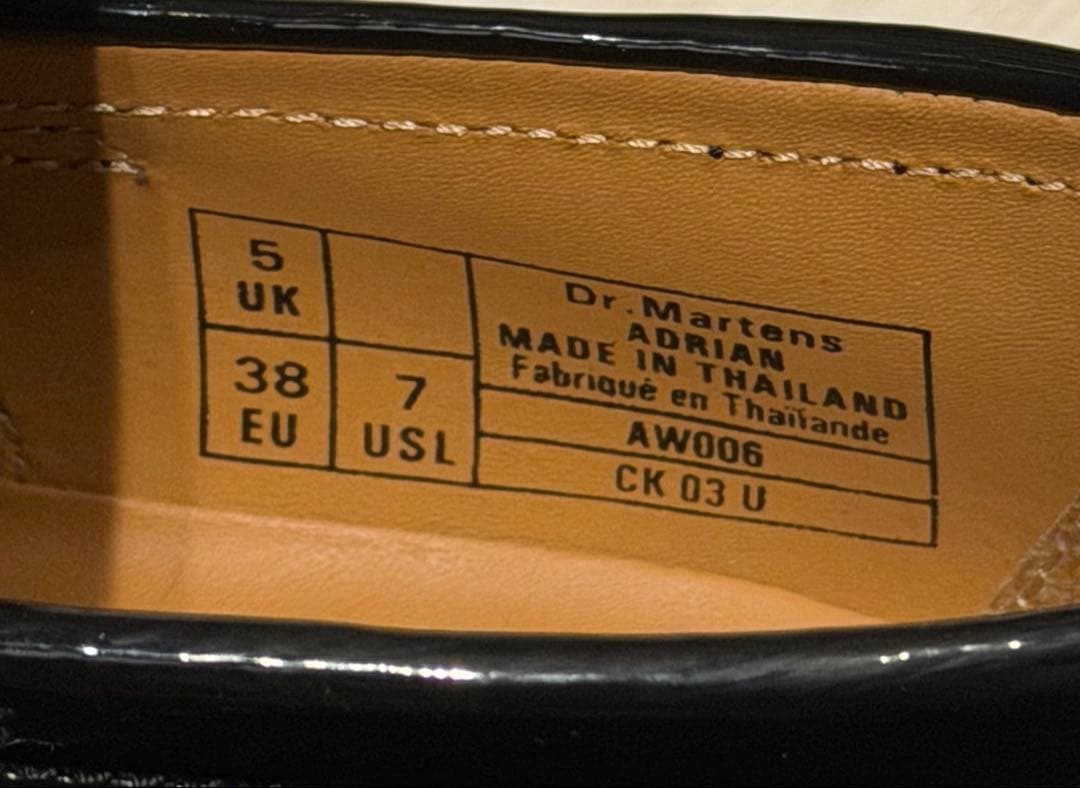 5
UK
38
EU
7
USL
Dr.Martens
ADRIAN
MADE IN THAILAND
Fabriqué en Thaïlande
AW006
CK 03 U